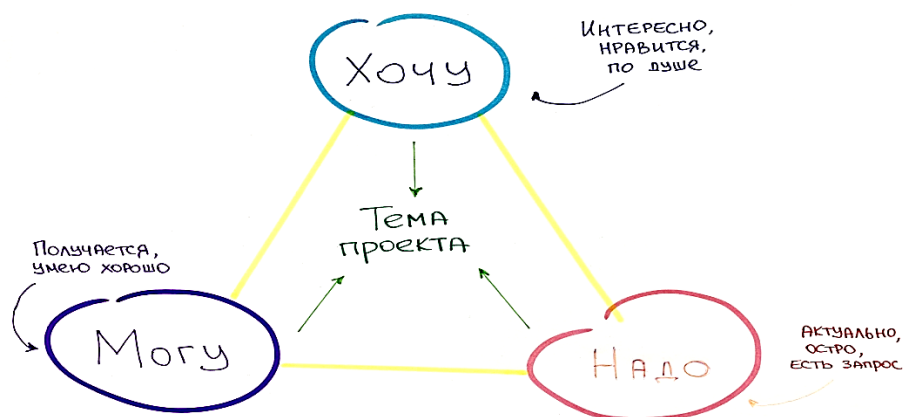 Хочу
Интересно,
нравится,
по душе
Тема
проекта
Получается,
умею хорошо
Могу
Надо
Актуально,
остро,
есть запрос